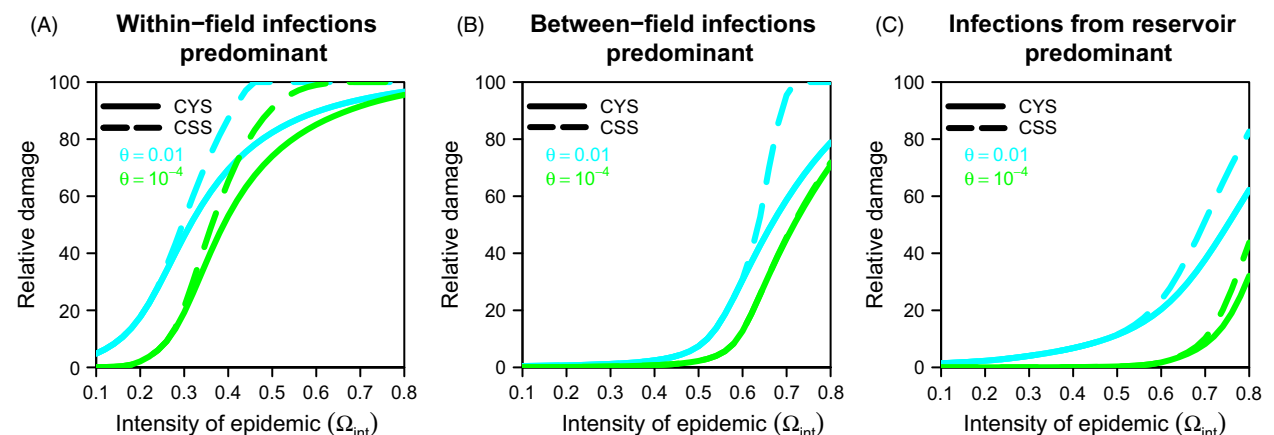 (A) Within−field infections
predominant
100
80
60
40
20
0
Relative damage
CYS
CSS
θ = 0.01
θ = 10⁻⁴
0.1 0.2 0.3 0.4 0.5 0.6 0.7 0.8
Intensity of epidemic (Ωint)
(B) Between−field infections
predominant
100
80
60
40
20
0
Relative damage
CYS
CSS
θ = 0.01
θ = 10⁻⁴
0.1 0.2 0.3 0.4 0.5 0.6 0.7 0.8
Intensity of epidemic (Ωint)
(C) Infections from reservoir
predominant
100
80
60
40
20
0
Relative damage
CYS
CSS
θ = 0.01
θ = 10⁻⁴
0.1 0.2 0.3 0.4 0.5 0.6 0.7 0.8
Intensity of epidemic (Ωint)